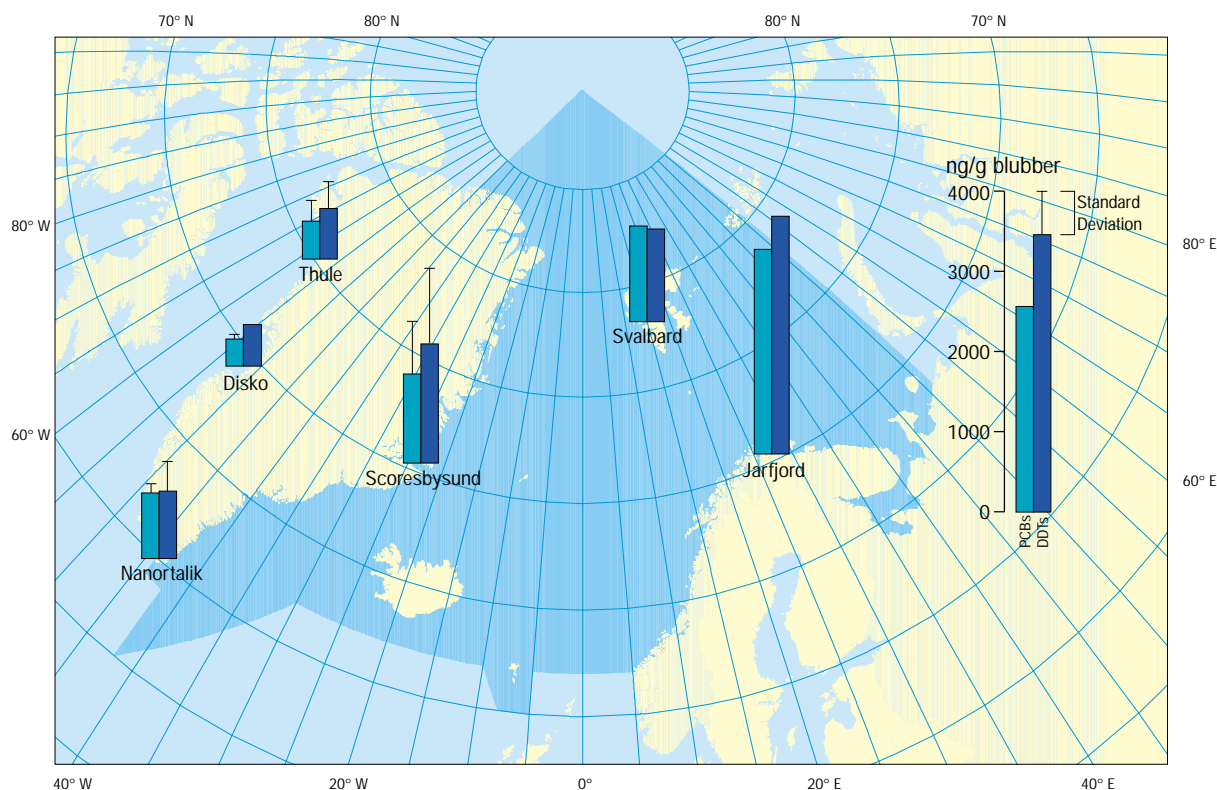 70° N
80° N
80° N
70° N
ng/g blubber
4000
Standard
Deviation
80° W
80° E
Thule
3000
Svalbard
2000
Disko
60° W
1000
Scoresbysund
Jarfjord
60° E
0
PCBs
DDTs
Nanortalik
40° W
20° W
0°
20° E
40° E